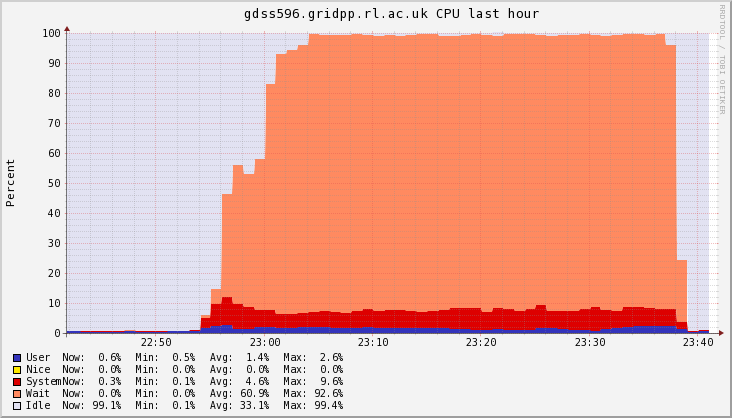 gdss596.gridpp.rl.ac.uk CPU last hour
RRDTOOL / TOBI OETIKER
Percent
100
90
80
70
60
50
40
30
20
10
0
22:50 23:00 23:10 23:20 23:30 23:40
User Now: 0.6% Min: 0.5% Avg: 1.4% Max: 2.6%
Nice Now: 0.0% Min: 0.0% Avg: 0.0% Max: 0.0%
System Now: 0.3% Min: 0.1% Avg: 4.6% Max: 9.6%
Wait Now: 0.0% Min: 0.0% Avg: 60.9% Max: 92.6%
Idle Now: 99.1% Min: 0.1% Avg: 33.1% Max: 99.4%